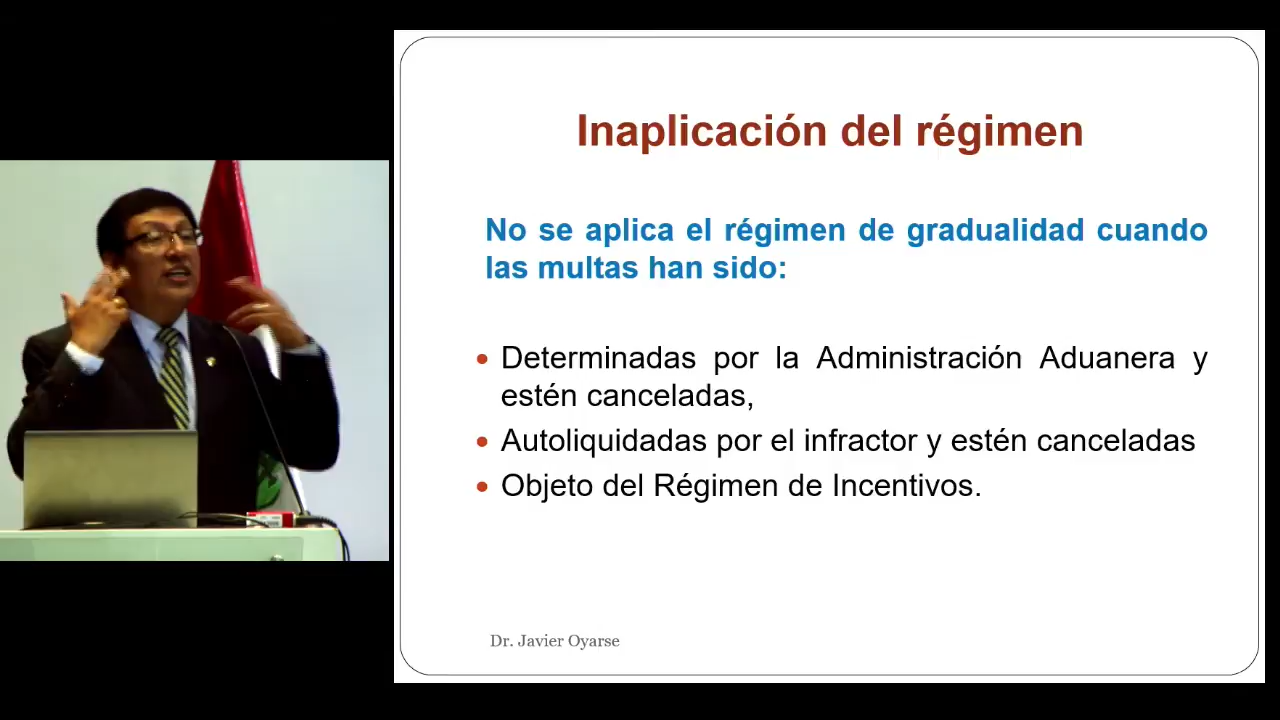 Inaplicación del régimen
No se aplica el régimen de gradualidad cuando
las multas han sido:
• Determinadas por la Administración Aduanera y
estén canceladas,
• Autoliquidadas por el infractor y estén canceladas
• Objeto del Régimen de Incentivos.
Dr. Javier Oyarse